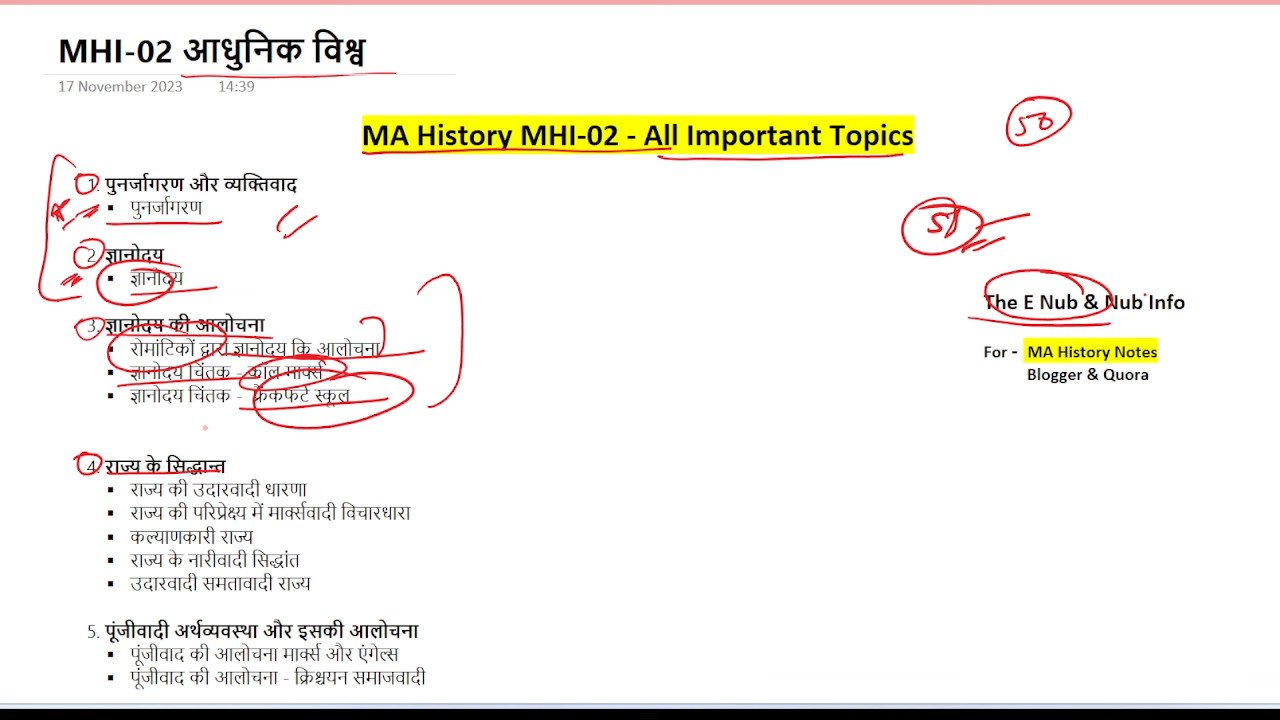 MHI-02 आधुनिक विश्व
17 November 2023 14:39
MA History MHI-02 - All Important Topics
50
1. पुनर्जागरण और व्यक्तिवाद
▪ पुनर्जागरण
2. ज्ञानोदय
▪ ज्ञानोदय
3. ज्ञानोदय की आलोचना
▪ रोमांटिकों द्वारा ज्ञानोदय कि आलोचना
▪ ज्ञानोदय चिंतक - कॉल मार्क्स
▪ ज्ञानोदय चिंतक - फ्रेंकफर्ट स्कूल
The E Nub & Nub Info
For - MA History Notes
Blogger & Quora
4. राज्य के सिद्धान्त
▪ राज्य की उदारवादी धारणा
▪ राज्य की परिप्रेक्ष्य में मार्क्सवादी विचारधारा
▪ कल्याणकारी राज्य
▪ राज्य के नारीवादी सिद्धांत
▪ उदारवादी समतावादी राज्य
5. पूंजीवादी अर्थव्यवस्था और इसकी आलोचना
▪ पूंजीवाद की आलोचना मार्क्स और एंगेल्स
▪ पूंजीवाद की आलोचना - क्रिश्चयन समाजवादी